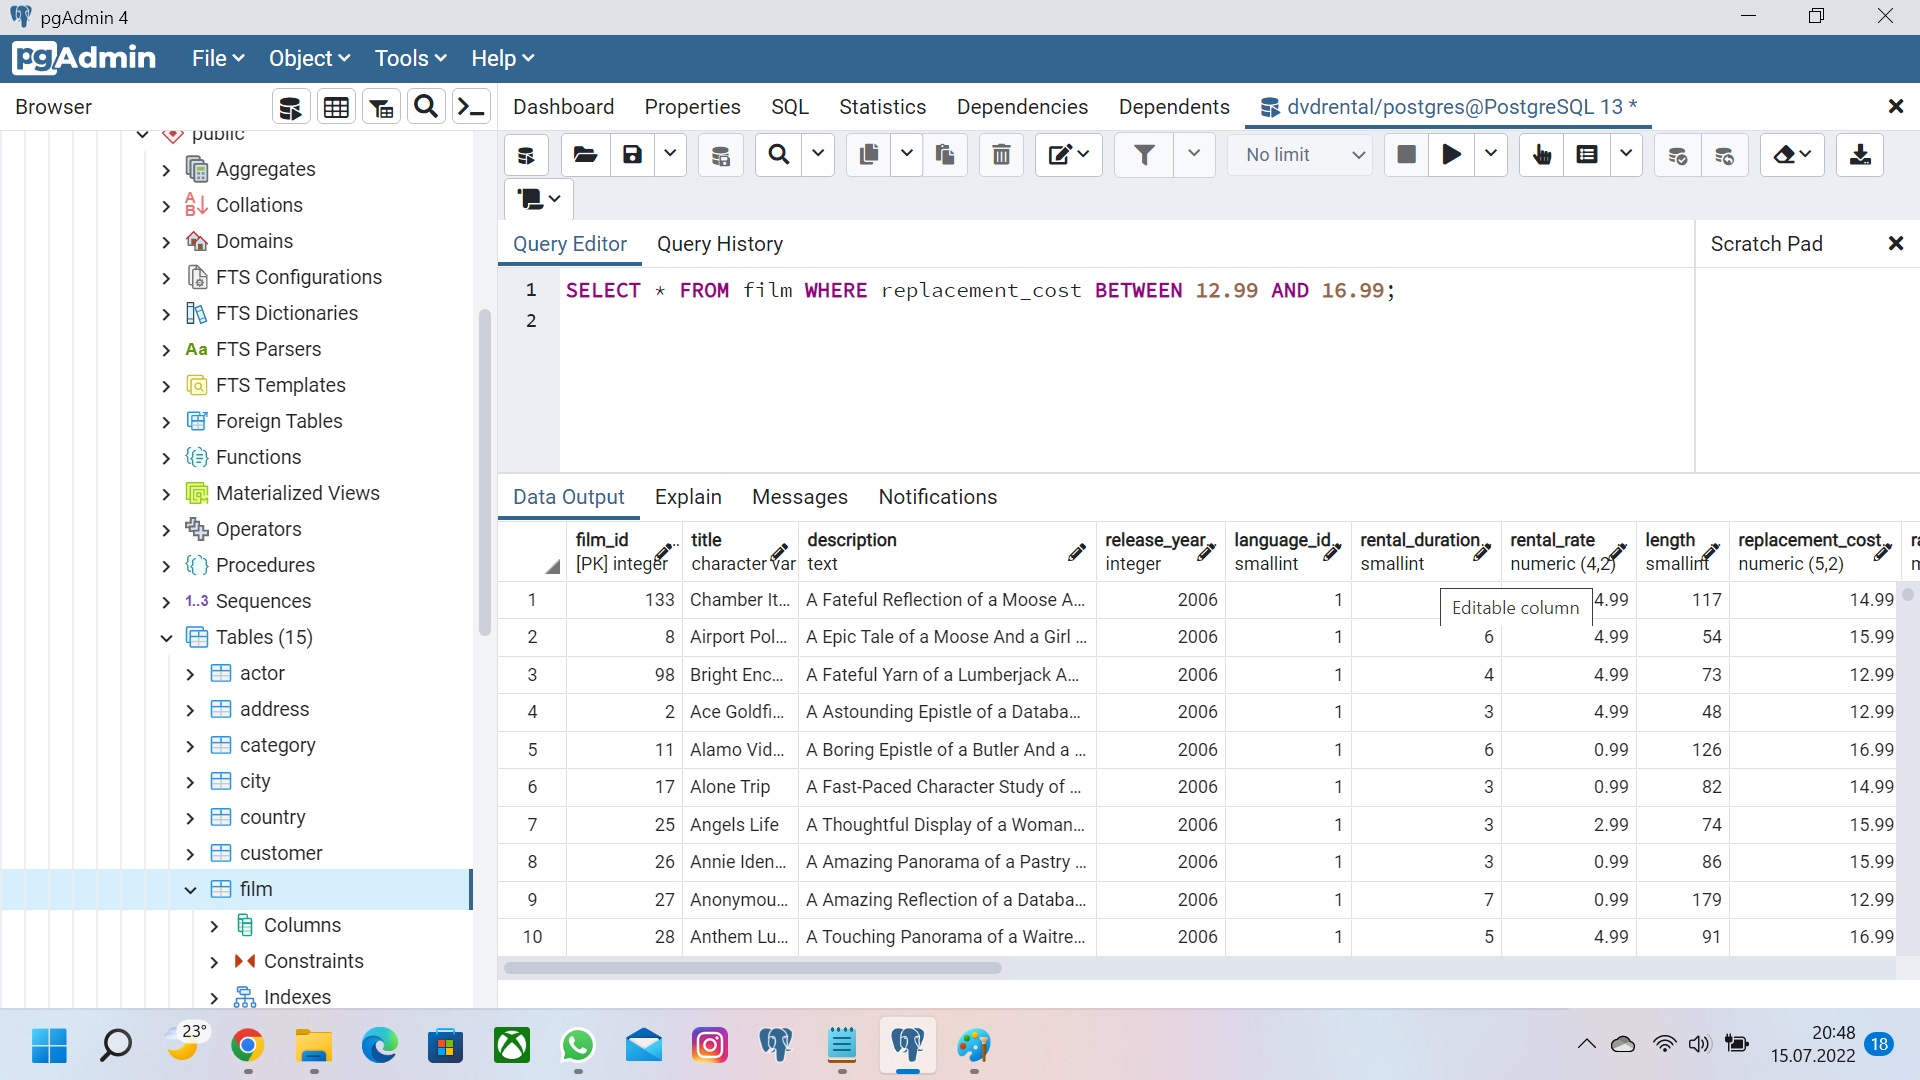 pgAdmin 4
pgAdmin File Object Tools Help
Browser
Dashboard Properties SQL Statistics Dependencies Dependents dvdrental/postgres@PostgreSQL 13 *
public
Aggregates
Collations
Domains
FTS Configurations
FTS Dictionaries
Aa FTS Parsers
FTS Templates
Foreign Tables
Functions
Materialized Views
Operators
Procedures
1..3 Sequences
Tables (15)
actor
address
category
city
country
customer
film
Columns
Constraints
Indexes
No limit
Query Editor Query History
Scratch Pad
1 SELECT * FROM film WHERE replacement_cost BETWEEN 12.99 AND 16.99;
2
Data Output Explain Messages Notifications
film_id title description release_year language_id rental_duration rental_rate length replacement_cost
[PK] integer character var text integer smallint smallint numeric (4,2) smallint numeric (5,2)
1 133 Chamber It... A Fateful Reflection of a Moose A... 2006 1 4.99 117 14.99
Editable column
2 8 Airport Pol... A Epic Tale of a Moose And a Girl ... 2006 1 6 4.99 54 15.99
3 98 Bright Enc... A Fateful Yarn of a Lumberjack A... 2006 1 4 4.99 73 12.99
4 2 Ace Goldfi... A Astounding Epistle of a Databa... 2006 1 3 4.99 48 12.99
5 11 Alamo Vid... A Boring Epistle of a Butler And a ... 2006 1 6 0.99 126 16.99
6 17 Alone Trip A Fast-Paced Character Study of ... 2006 1 3 0.99 82 14.99
7 25 Angels Life A Thoughtful Display of a Woman... 2006 1 3 2.99 74 15.99
8 26 Annie Iden... A Amazing Panorama of a Pastry ... 2006 1 3 0.99 86 15.99
9 27 Anonymou... A Amazing Reflection of a Databa... 2006 1 7 0.99 179 12.99
10 28 Anthem Lu... A Touching Panorama of a Waitre... 2006 1 5 4.99 91 16.99
23°
20:48
15.07.2022
18